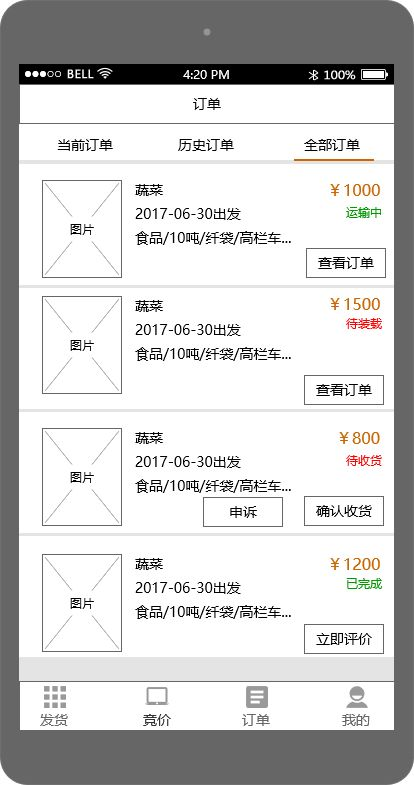 BELL 4:20 PM 100%
订单
当前订单 历史订单 全部订单
图片
蔬菜 ￥1000
2017-06-30出发 运输中
食品/10吨/纤袋/高栏车...
查看订单
图片
蔬菜 ￥1500
2017-06-30出发 待装载
食品/10吨/纤袋/高栏车...
查看订单
图片
蔬菜 ￥800
2017-06-30出发 待收货
食品/10吨/纤袋/高栏车...
申诉 确认收货
图片
蔬菜 ￥1200
2017-06-30出发 已完成
食品/10吨/纤袋/高栏车...
立即评价
发货 竞价 订单 我的